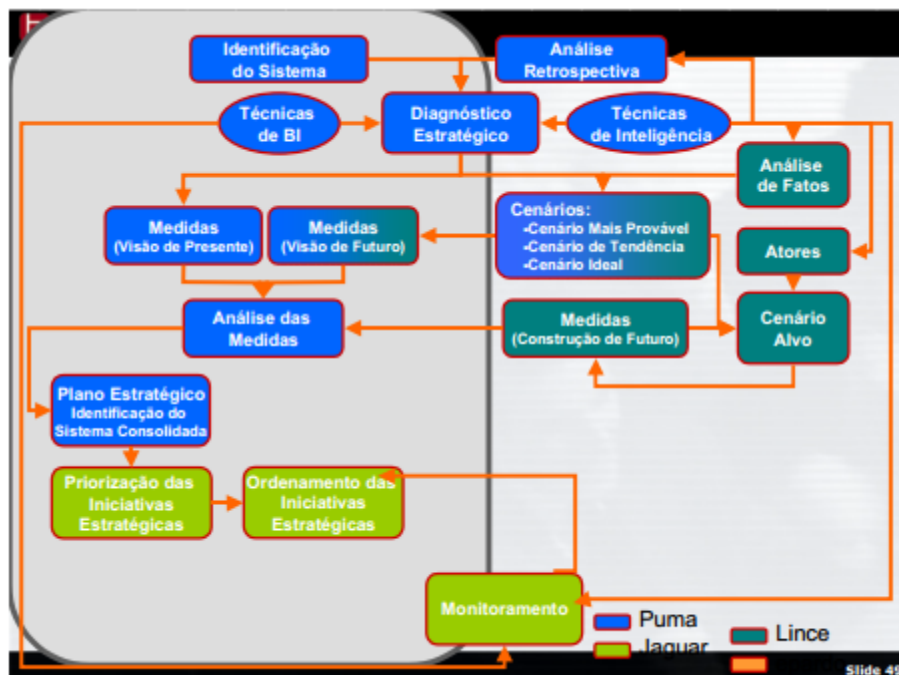 Identificação
do Sistema
Análise
Retrospectiva
Técnicas
de BI
Diagnóstico
Estratégico
Técnicas
de Inteligência
Análise
de Fatos
Medidas
(Visão de Presente)
Medidas
(Visão de Futuro)
Cenários:
-Cenário Mais Provável
-Cenário de Tendência
-Cenário Ideal
Atores
Análise das
Medidas
Medidas
(Construção de Futuro)
Cenário
Alvo
Plano Estratégico
Identificação do
Sistema Consolidada
Priorização das
Iniciativas
Estratégicas
Ordenamento das
Iniciativas
Estratégicas
Monitoramento
Puma
Lince
Jaguar
Slide 49